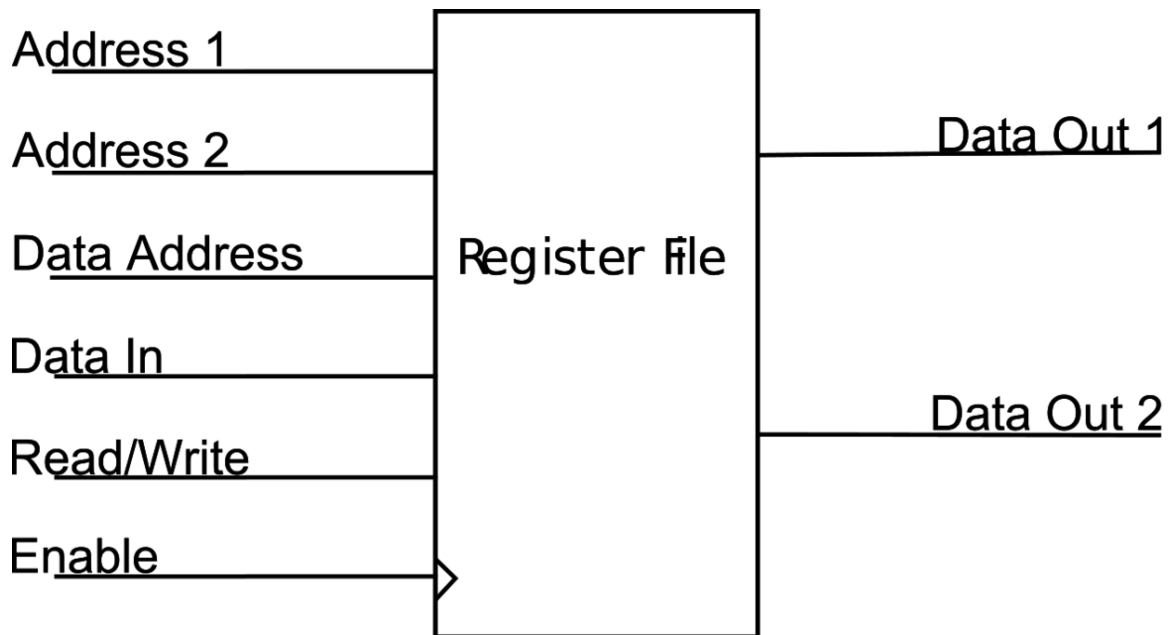 Address 1
Address 2
Data Address
Data In
Read/Write
Enable
Register File
Data Out 1
Data Out 2